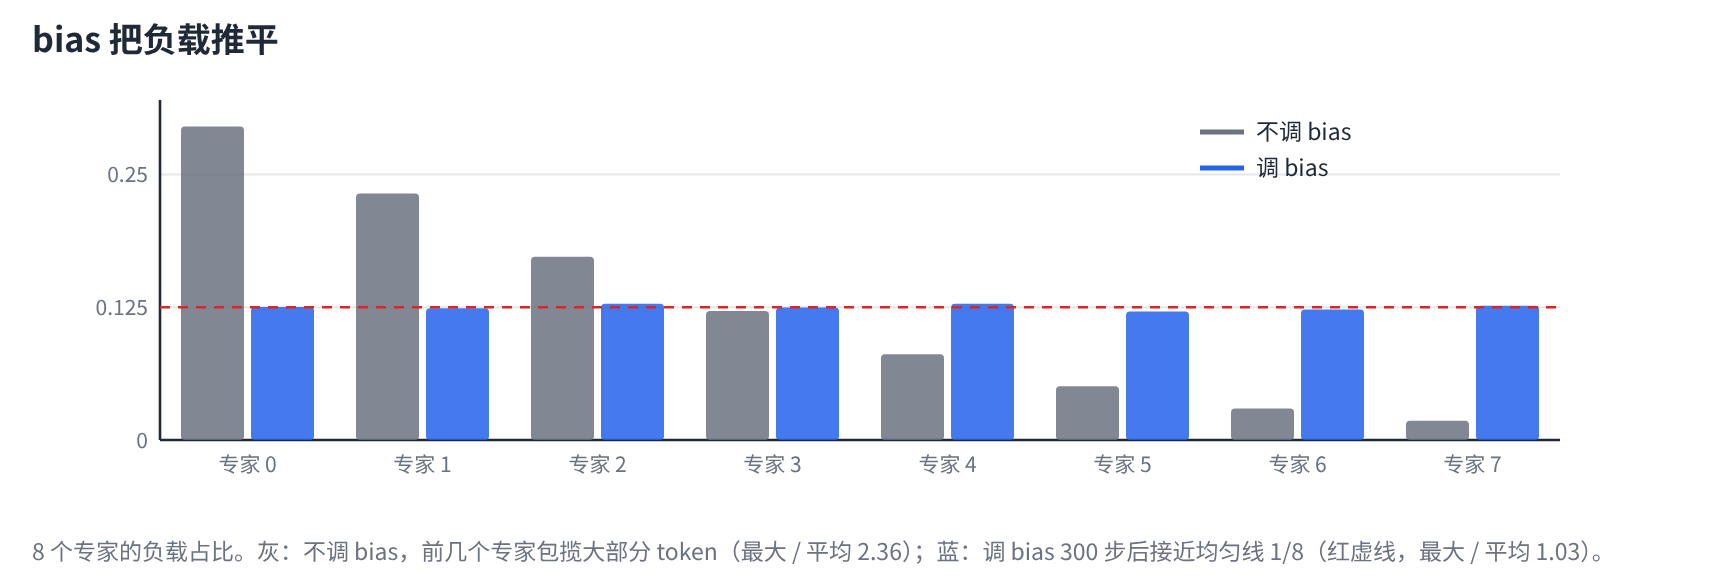 bias 把负载推平
不调 bias
调 bias
0.25
0.125
0
专家 0
专家 1
专家 2
专家 3
专家 4
专家 5
专家 6
专家 7
8 个专家的负载占比。灰：不调 bias，前几个专家包揽大部分 token（最大 / 平均 2.36）；蓝：调 bias 300 步后接近均匀线 1/8（红虚线，最大 / 平均 1.03）。